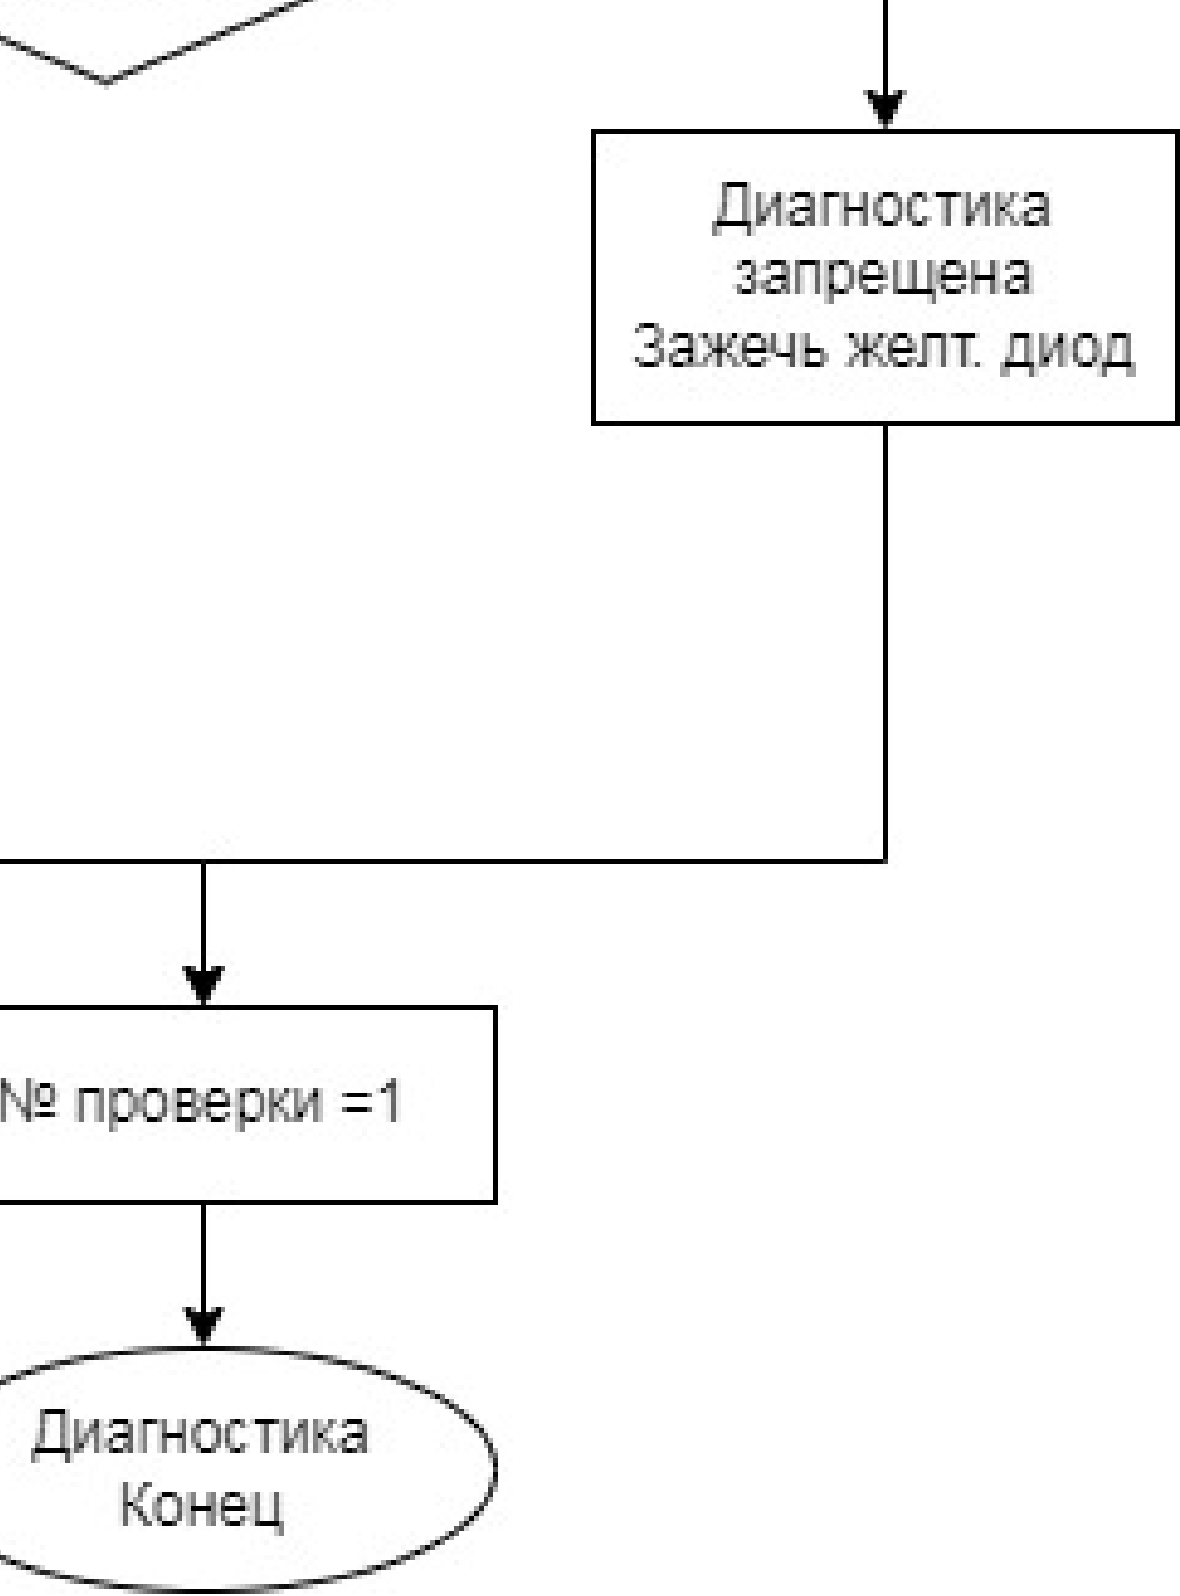 Диагностика
запрещена
Зажечь желт. диод
№ проверки =1
Диагностика
Конец